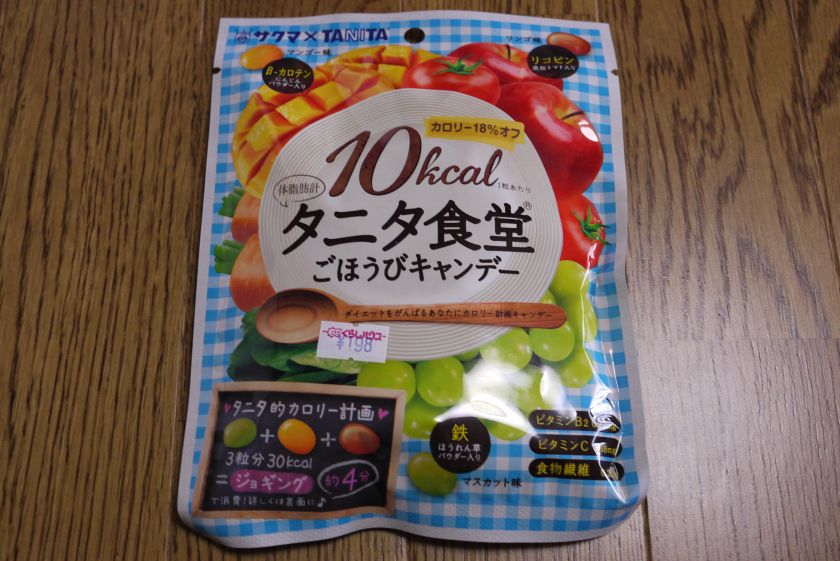 サクマ×TANITA
マンゴー味
リンゴ味
β-カロテン
にんじん
パウダー入り
リコピン
濃縮トマト入り
カロリー18%オフ
10kcal
1粒あたり
体脂肪計
タニタ食堂®
ごほうびキャンデー
ダイエットをがんばるあなたにカロリー計画キャンデー
くらしハウス
¥198
タニタ的カロリー計画
3粒分30kcal
=ジョギング 約4分
で消費!詳しくは裏面に♪
鉄
ほうれん草
パウダー入り
マスカット味
ビタミンB2
ビタミンC
食物繊維